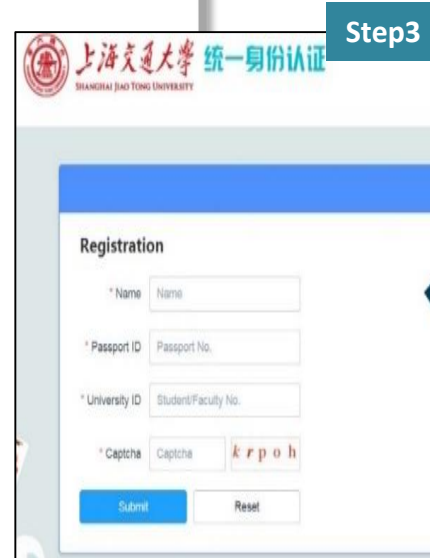 Step3
上海交通大学 统一身份认证
SHANGHAI JIAO TONG UNIVERSITY
Registration
* Name Name
* Passport ID Passport No.
* University ID Student/Faculty No.
* Captcha Captcha k r p o h
Submit Reset